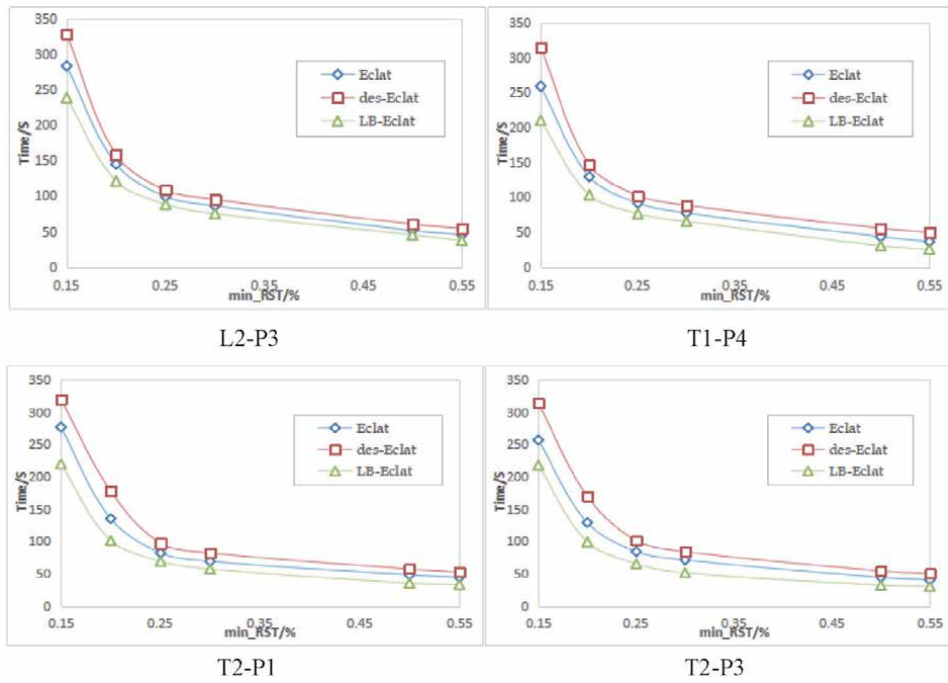 350
300
250
200
150
100
50
0
Time/S
Eclat
des-Eclat
LB-Eclat
0.15 0.25 0.35 0.45 0.55
min_RST/%
L2-P3
350
300
250
200
150
100
50
0
Time/S
Eclat
des-Eclat
LB-Eclat
0.15 0.25 0.35 0.45 0.55
min_RST/%
T1-P4
350
300
250
200
150
100
50
0
Time/S
Eclat
des-Eclat
LB-Eclat
0.15 0.25 0.35 0.45 0.55
min_RST/%
T2-P1
350
300
250
200
150
100
50
0
Time/S
Eclat
des-Eclat
LB-Eclat
0.15 0.25 0.35 0.45 0.55
min_RST/%
T2-P3